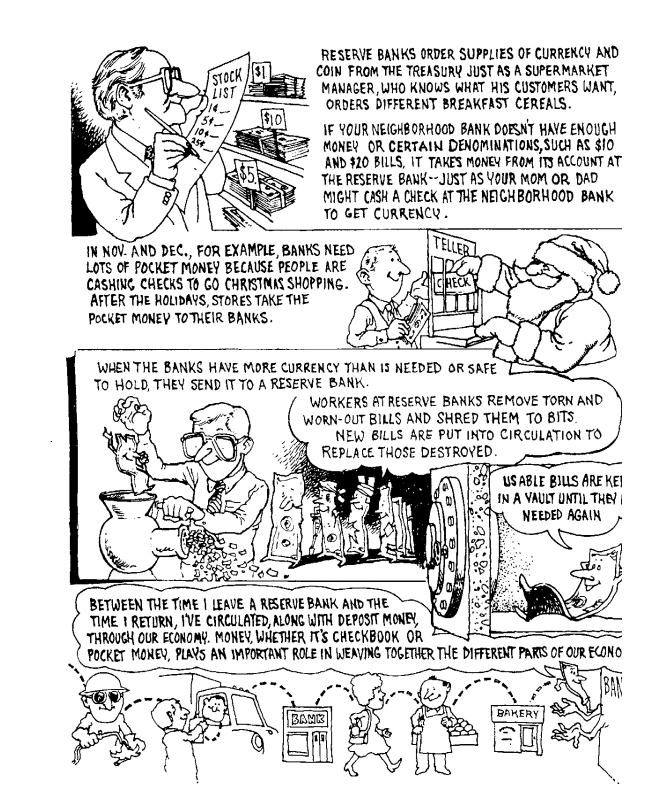 RESERVE BANKS ORDER SUPPLIES OF CURRENCY AND
COIN FROM THE TREASURY JUST AS A SUPERMARKET
MANAGER, WHO KNOWS WHAT HIS CUSTOMERS WANT,
ORDERS DIFFERENT BREAKFAST CEREALS.
IF YOUR NEIGHBORHOOD BANK DOESN'T HAVE ENOUGH
MONEY OR CERTAIN DENOMINATIONS, SUCH AS $10
AND $20 BILLS, IT TAKES MONEY FROM ITS ACCOUNT AT
THE RESERVE BANK--JUST AS YOUR MOM OR DAD
MIGHT CASH A CHECK AT THE NEIGHBORHOOD BANK
TO GET CURRENCY.
STOCK
LIST
1¢
5¢
10¢
25¢
$1
$10
$5
IN NOV. AND DEC., FOR EXAMPLE, BANKS NEED
LOTS OF POCKET MONEY BECAUSE PEOPLE ARE
CASHING CHECKS TO GO CHRISTMAS SHOPPING.
AFTER THE HOLIDAYS, STORES TAKE THE
POCKET MONEY TO THEIR BANKS.
TELLER
CHECK
WHEN THE BANKS HAVE MORE CURRENCY THAN IS NEEDED OR SAFE
TO HOLD, THEY SEND IT TO A RESERVE BANK.
WORKERS AT RESERVE BANKS REMOVE TORN AND
WORN-OUT BILLS AND SHRED THEM TO BITS.
NEW BILLS ARE PUT INTO CIRCULATION TO
REPLACE THOSE DESTROYED.
USABLE BILLS ARE KE
IN A VAULT UNTIL THEY
NEEDED AGAIN
BETWEEN THE TIME I LEAVE A RESERVE BANK AND THE
TIME I RETURN, I'VE CIRCULATED, ALONG WITH DEPOSIT MONEY,
THROUGH OUR ECONOMY. MONEY, WHETHER IT'S CHECKBOOK OR
POCKET MONEY, PLAYS AN IMPORTANT ROLE IN WEAVING TOGETHER THE DIFFERENT PARTS OF OUR ECONO
BANK
BAKERY
BAN